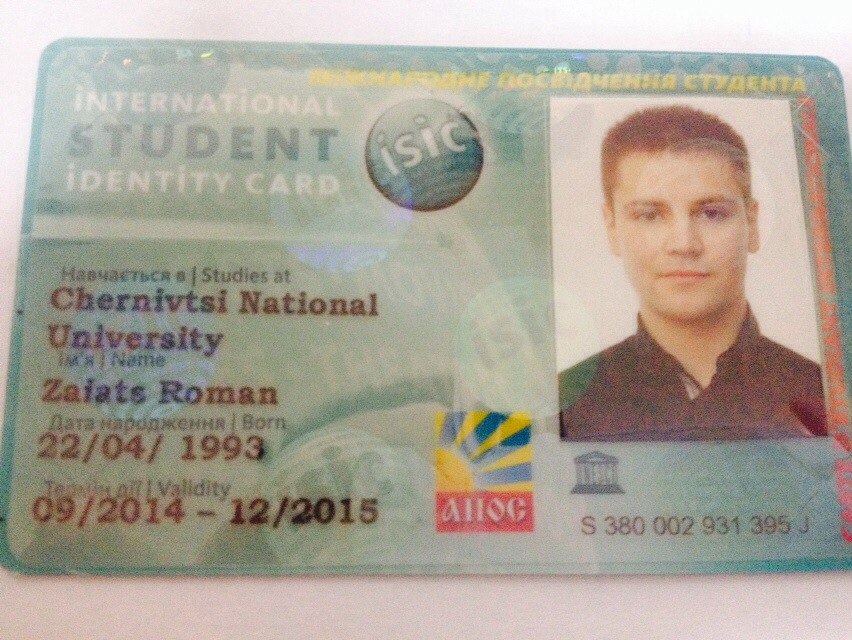 МІЖНАРОДНЕ ПОСВІДЧЕННЯ СТУДЕНТА
iNTERNATiONAL
STUDENT
iDENTiTY CARD
isic
Навчається в | Studies at
Chernivtsi National
University
Ім'я | Name
Zaiats Roman
Дата народження | Born
22/04/ 1993
Термін дії | Validity
09/2014 - 12/2015
АПОС
UNESCO
S 380 002 931 395 J